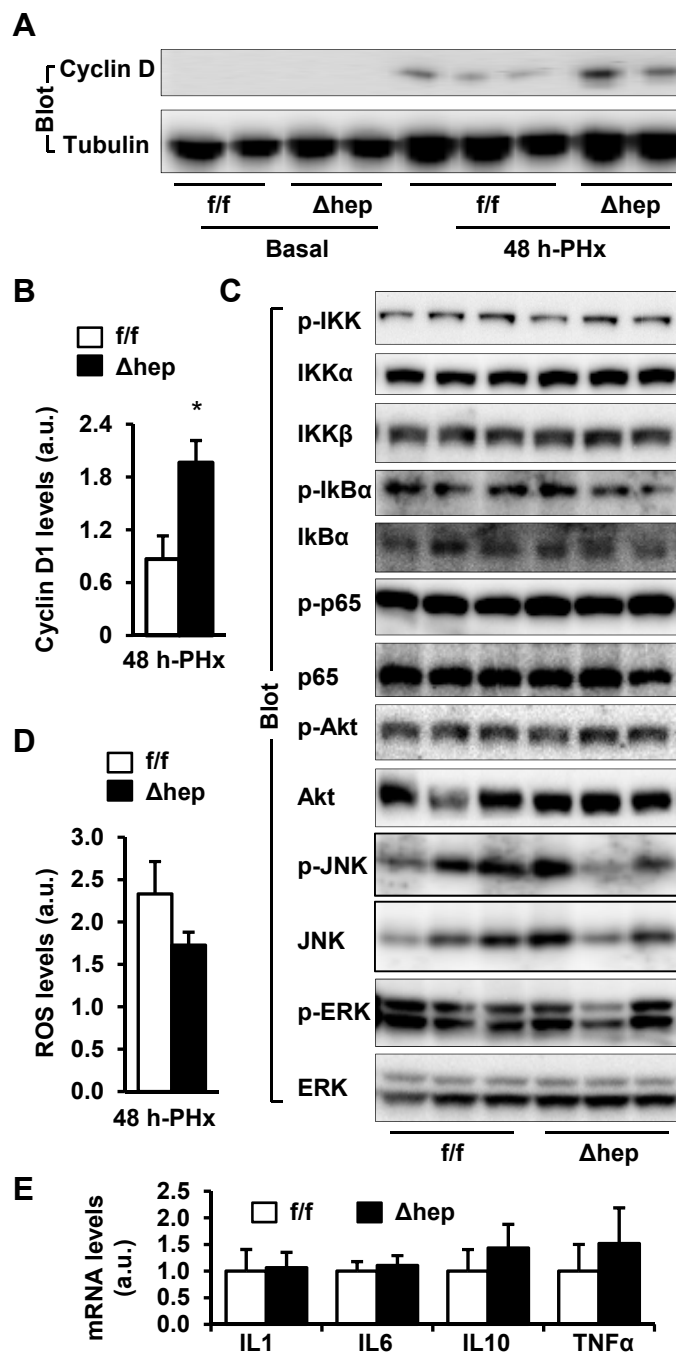 A
Cyclin D
Blot
Tubulin
f/f Δhep f/f Δhep
Basal 48 h-PHx
B
f/f
Δhep
*
Cyclin D1 levels (a.u.)
2.4
1.8
1.2
0.6
0
48 h-PHx
C
Blot
p-IKK
IKKα
IKKβ
p-IkBα
IkBα
p-p65
p65
p-Akt
Akt
p-JNK
JNK
p-ERK
ERK
f/f Δhep
D
f/f
Δhep
ROS levels (a.u.)
3.0
2.5
2.0
1.5
1.0
0.5
0.0
48 h-PHx
E
mRNA levels
(a.u.)
2.5
2.0
1.5
1.0
0.5
0.0
f/f Δhep
IL1 IL6 IL10 TNFα